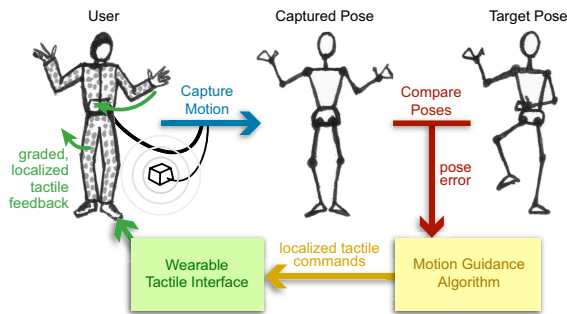 User
Captured Pose
Target Pose
Capture
Motion
Compare
Poses
graded,
localized
tactile
feedback
pose
error
localized tactile
commands
Wearable
Tactile Interface
Motion Guidance
Algorithm